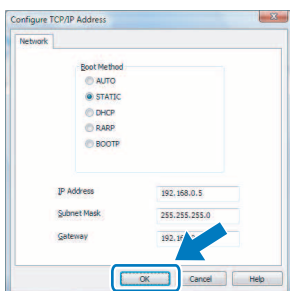 Configure TCP/IP Address
Network
Boot Method
AUTO
STATIC
DHCP
RARP
BOOTP
IP Address 192.168.0.5
Subnet Mask 255.255.255.0
Gateway
OK Cancel Help